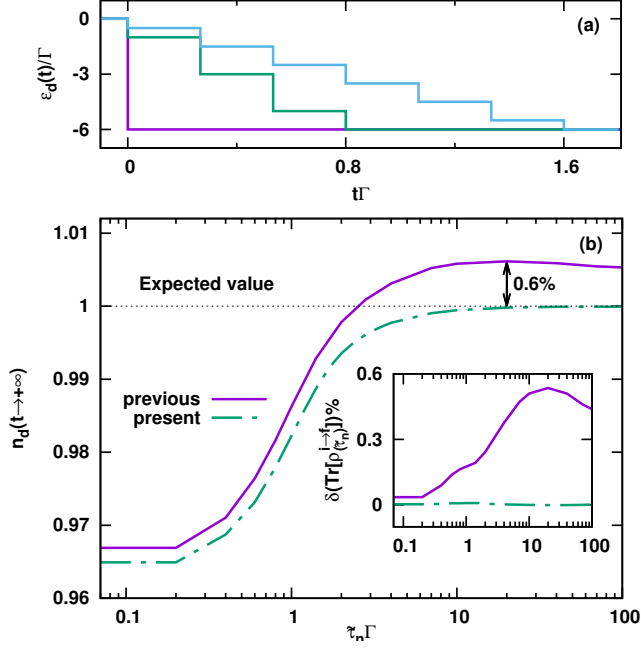 0
-3
-6
ε_d(t)/Γ
(a)
0
0.8
1.6
tΓ
1.01
1
0.99
0.98
0.97
0.96
n_d(t→+∞)
(b)
Expected value
0.6%
previous
present
0.6
0.3
0
δ(Tr[ρ^{i→f}_{(τ̃_n)}])%
0.1
1
10
100
0.1
1
10
100
τ̃_nΓ